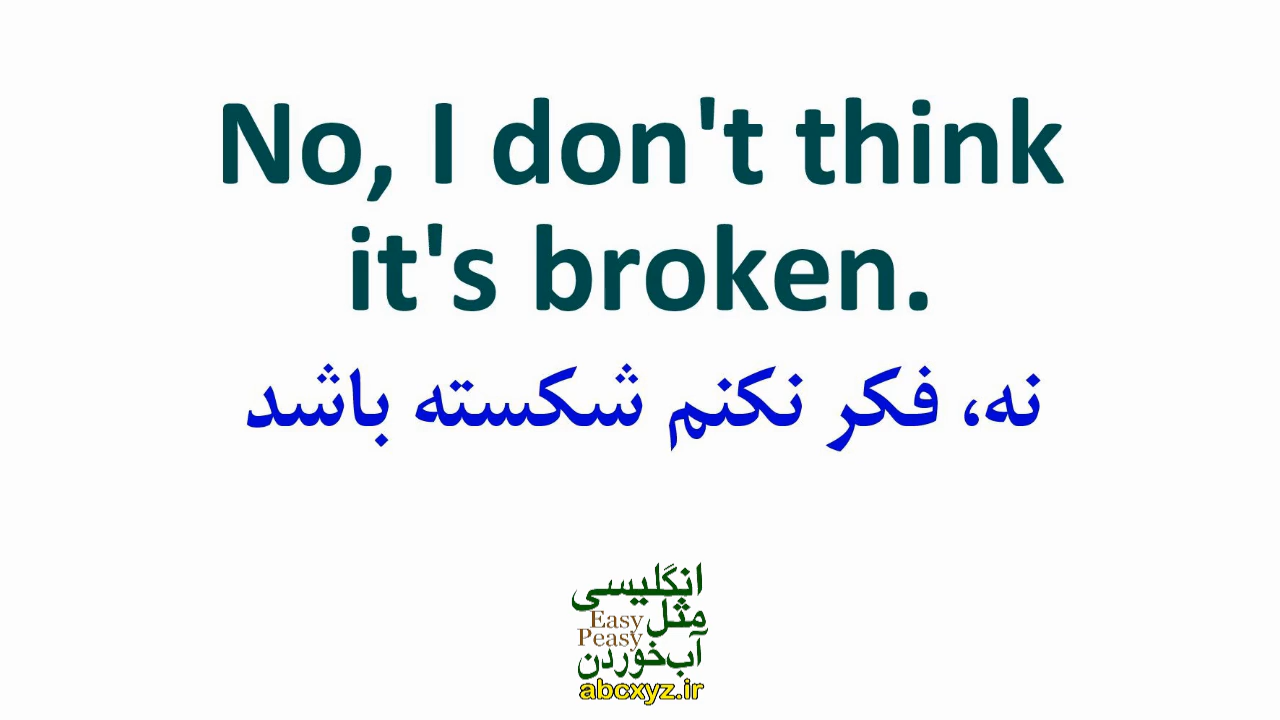 No, I don't think
it's broken.
نه، فکر نکنم شکسته باشد
انگلیسی
مثل
Easy
Peasy
آب‌خوردن
abcxyz.ir